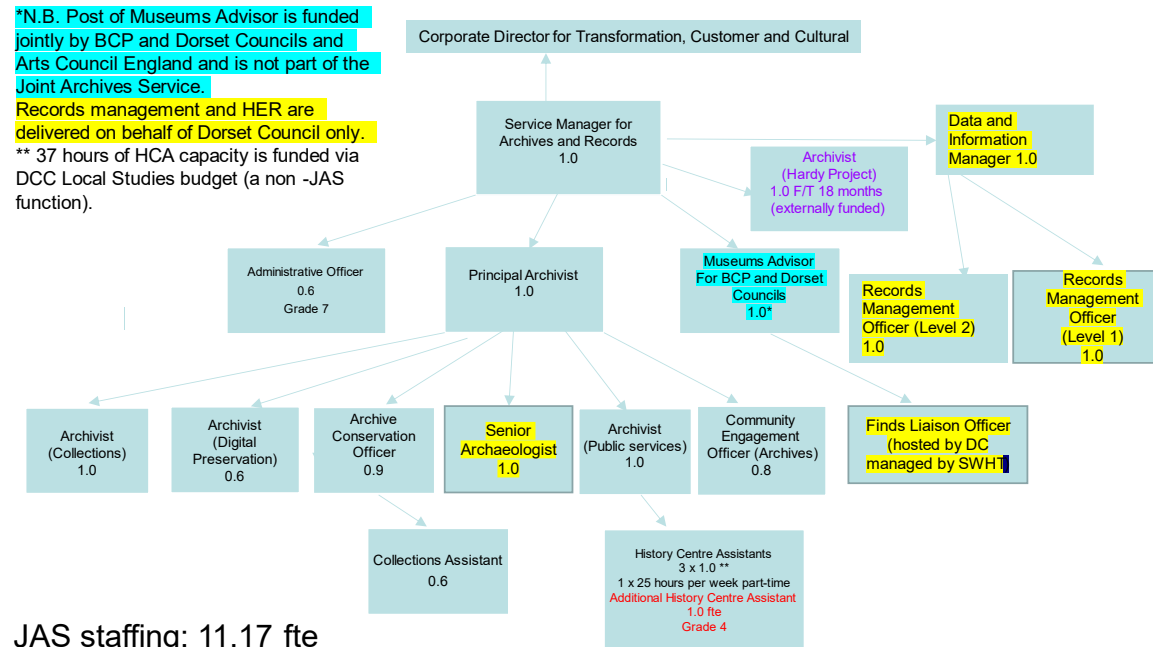 *N.B. Post of Museums Advisor is funded
jointly by BCP and Dorset Councils and
Arts Council England and is not part of the
Joint Archives Service.
Records management and HER are
delivered on behalf of Dorset Council only.
** 37 hours of HCA capacity is funded via
DCC Local Studies budget (a non -JAS
function).
Corporate Director for Transformation, Customer and Cultural
Service Manager for
Archives and Records
1.0
Data and
Information
Manager 1.0
Archivist
(Hardy Project)
1.0 F/T 18 months
(externally funded)
Administrative Officer
0.6
Grade 7
Principal Archivist
1.0
Museums Advisor
For BCP and Dorset
Councils
1.0*
Records
Management
Officer (Level 2)
1.0
Records
Management
Officer
(Level 1)
1.0
Archivist
(Collections)
1.0
Archivist
(Digital
Preservation)
0.6
Archive
Conservation
Officer
0.9
Senior
Archaeologist
1.0
Archivist
(Public services)
1.0
Community
Engagement
Officer (Archives)
0.8
Finds Liaison Officer
(hosted by DC
managed by SWHT
Collections Assistant
0.6
History Centre Assistants
3 x 1.0 **
1 x 25 hours per week part-time
Additional History Centre Assistant
1.0 fte
Grade 4
JAS staffing: 11.17 fte